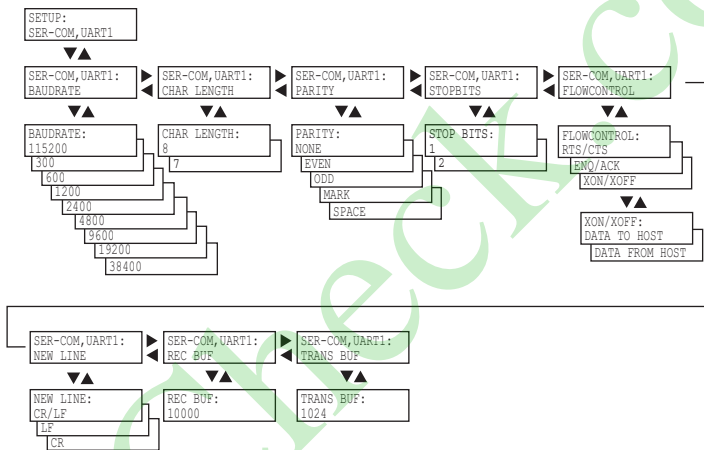 SETUP:
SER-COM,UART1
SER-COM,UART1:
BAUDRATE
SER-COM,UART1:
CHAR LENGTH
SER-COM,UART1:
PARITY
SER-COM,UART1:
STOPBITS
SER-COM,UART1:
FLOWCONTROL
BAUDRATE:
115200
300
600
1200
2400
4800
9600
19200
38400
CHAR LENGTH:
8
7
PARITY:
NONE
EVEN
ODD
MARK
SPACE
STOP BITS:
1
2
FLOWCONTROL:
RTS/CTS
ENQ/ACK
XON/XOFF
XON/XOFF:
DATA TO HOST
DATA FROM HOST
SER-COM,UART1:
NEW LINE
SER-COM,UART1:
REC BUF
SER-COM,UART1:
TRANS BUF
NEW LINE:
CR/LF
LF
CR
REC BUF:
10000
TRANS BUF:
1024